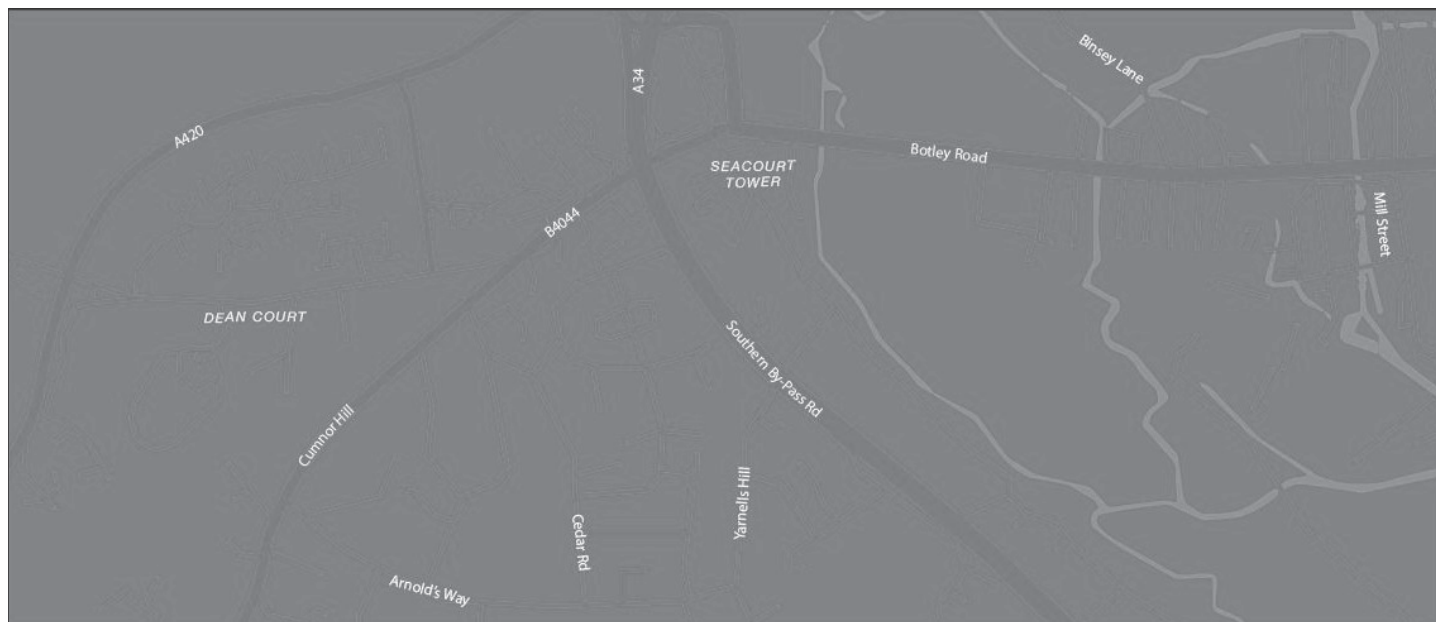 Binsey Lane
A34
A420
Botley Road
SEACOURT
TOWER
Mill Street
B4044
DEAN COURT
Southern By-Pass Rd
Cumnor Hill
Yarnells Hill
Cedar Rd
Arnold's Way